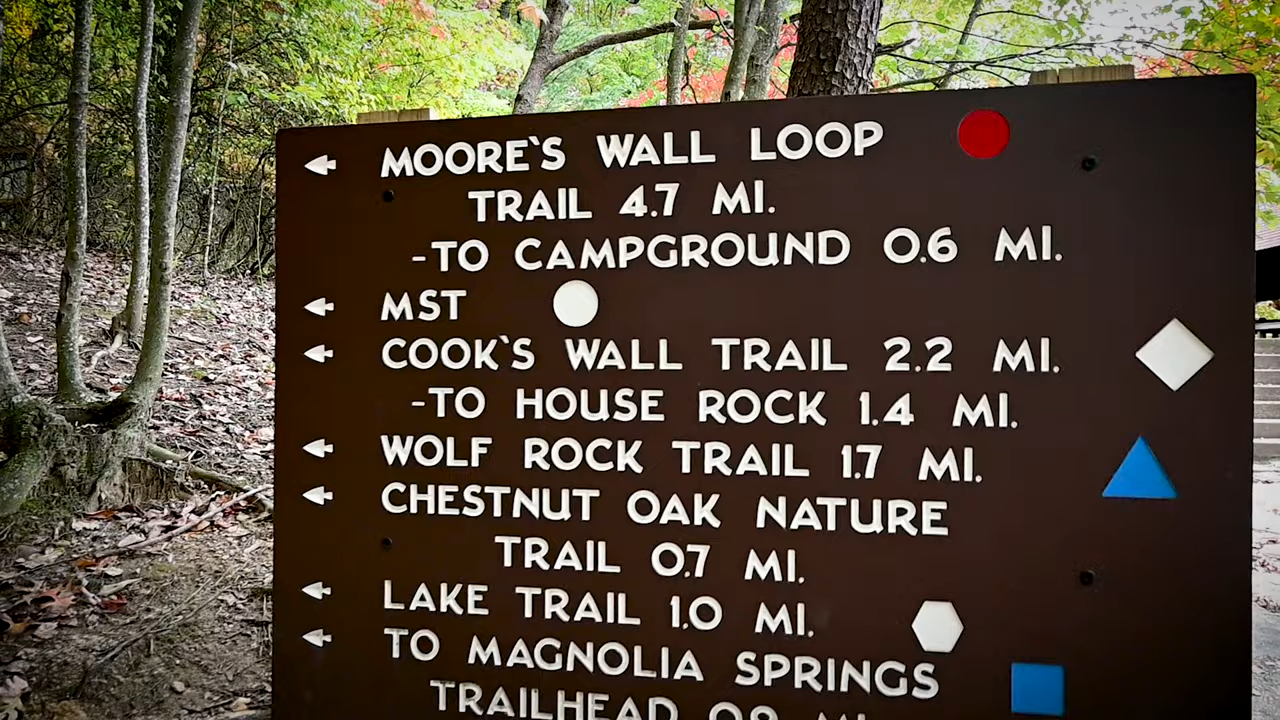 MOORE'S WALL LOOP
TRAIL 4.7 MI.
-TO CAMPGROUND 0.6 MI.
MST
COOK'S WALL TRAIL 2.2 MI.
-TO HOUSE ROCK 1.4 MI.
WOLF ROCK TRAIL 1.7 MI.
CHESTNUT OAK NATURE
TRAIL 0.7 MI.
LAKE TRAIL 1.0 MI.
TO MAGNOLIA SPRINGS
TRAILHEAD MI.